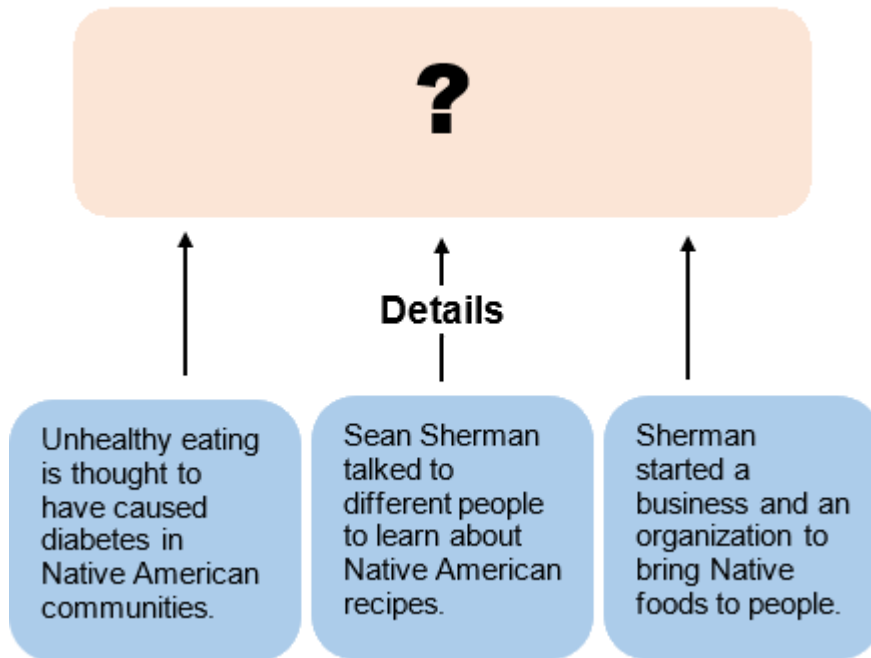 ?
Details
Unhealthy eating
is thought to
have caused
diabetes in
Native American
communities.
Sean Sherman
talked to
different people
to learn about
Native American
recipes.
Sherman
started a
business and an
organization to
bring Native
foods to people.